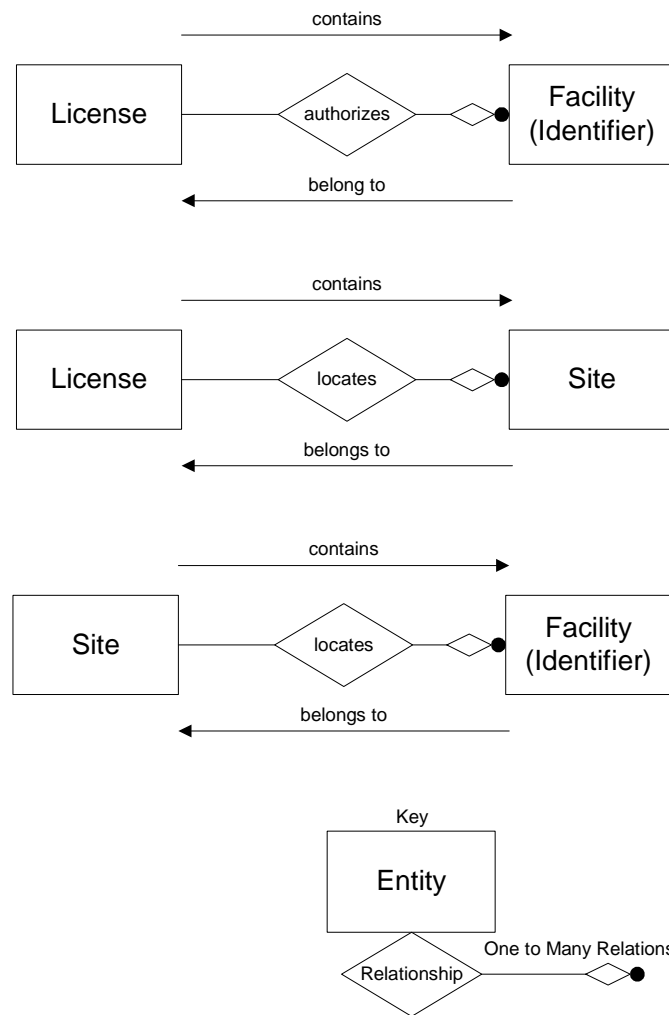 contains
License
authorizes
Facility
(Identifier)
belong to
contains
License
locates
Site
belongs to
contains
Site
locates
Facility
(Identifier)
belongs to
Key
Entity
One to Many Relations
Relationship